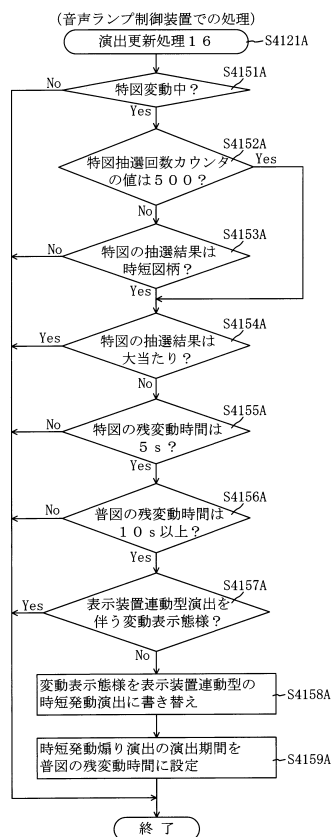 (音声ランプ制御装置での処理)
演出更新処理16
S4121A
S4151A
No
特図変動中?
Yes
S4152A
特図抽選回数カウンタ
の値は500?
Yes
No
S4153A
No
特図の抽選結果は
時短図柄?
Yes
S4154A
Yes
特図の抽選結果は
大当たり?
No
S4155A
No
特図の残変動時間は
5s?
Yes
S4156A
No
普図の残変動時間は
10s以上?
Yes
S4157A
Yes
表示装置連動型演出を
伴う変動表示態様?
No
変動表示態様を表示装置連動型の
時短発動演出に書き替え
S4158A
時短発動煽り演出の演出期間を
普図の残変動時間に設定
S4159A
終了